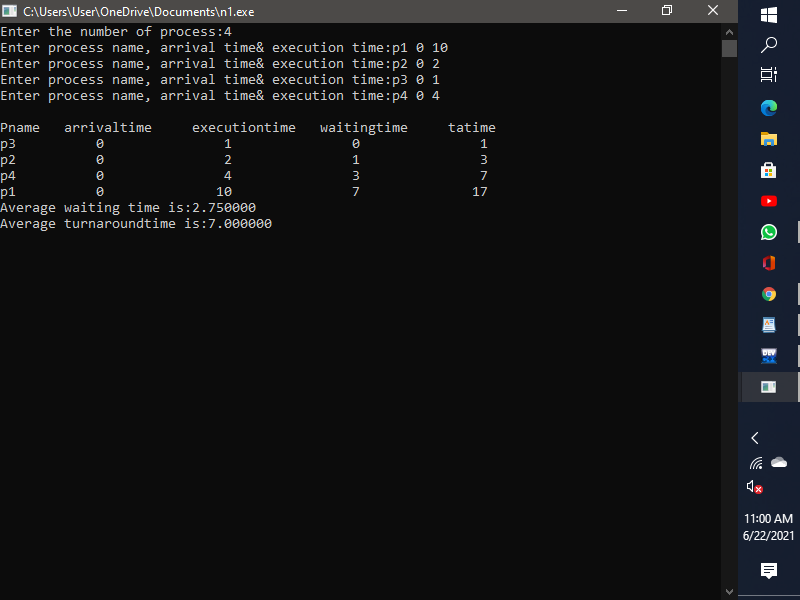 C:\Users\User\OneDrive\Documents\n1.exe
Enter the number of process:4
Enter process name, arrival time& execution time:p1 0 10
Enter process name, arrival time& execution time:p2 0 2
Enter process name, arrival time& execution time:p3 0 1
Enter process name, arrival time& execution time:p4 0 4
Pname arrivaltime executiontime waitingtime tatime
p3 0 1 0 1
p2 0 2 1 3
p4 0 4 3 7
p1 0 10 7 17
Average waiting time is:2.750000
Average turnaroundtime is:7.000000
DEV
11:00 AM
6/22/2021